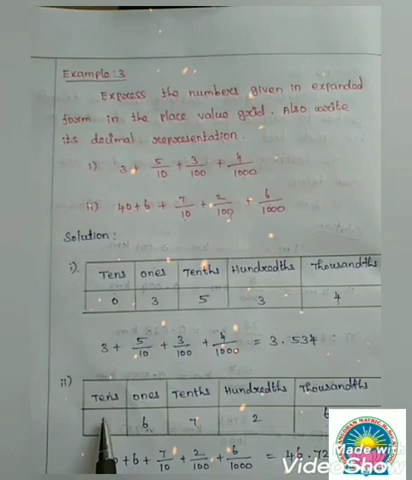 Example:3
Express the numbers given in expanded
form in the place value grid. Also write
its decimal representation.
i) 3 + 5/10 + 3/100 + 4/1000
ii) 40+6 + 7/10 + 2/100 + 6/1000
Solution:
i).
Tens ones Tenths Hundredths Thousandths
0 3 5 3 4
3 + 5/10 + 3/100 + 4/1000 = 3.534
ii)
Tens ones Tenths Hundredths Thousandths
6 7 2 6
+6 + 7/10 + 2/100 + 6/1000 = 46.72
Made with
VideoShow